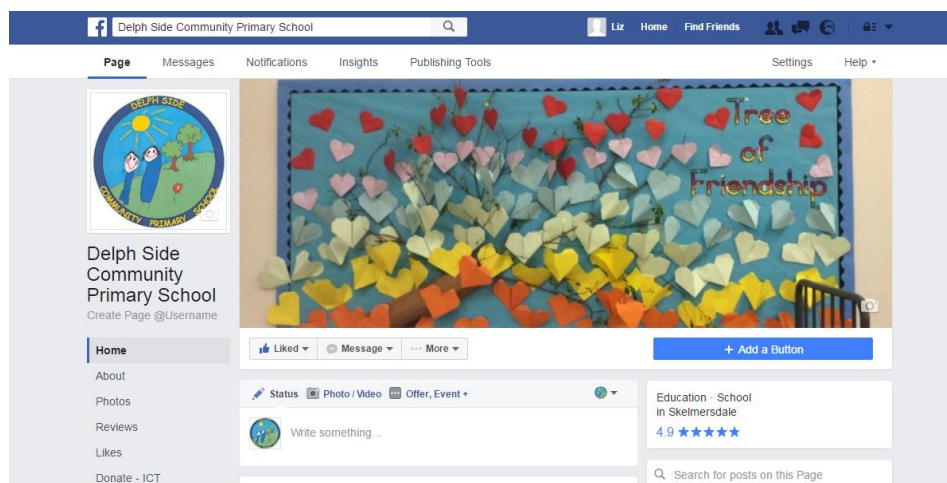 Delph Side Community Primary School
Liz Home Find Friends
Page Messages Notifications Insights Publishing Tools Settings Help
DELPH SIDE
COMMUNITY PRIMARY SCHOOL
Tree
of
Friendship
Delph Side
Community
Primary School
Create Page @Username
Home
About
Photos
Reviews
Likes
Donate - ICT
Liked Message ... More
+ Add a Button
Status Photo / Video Offer, Event +
Write something...
Education · School
in Skelmersdale
4.9 ★★★★★
Search for posts on this Page